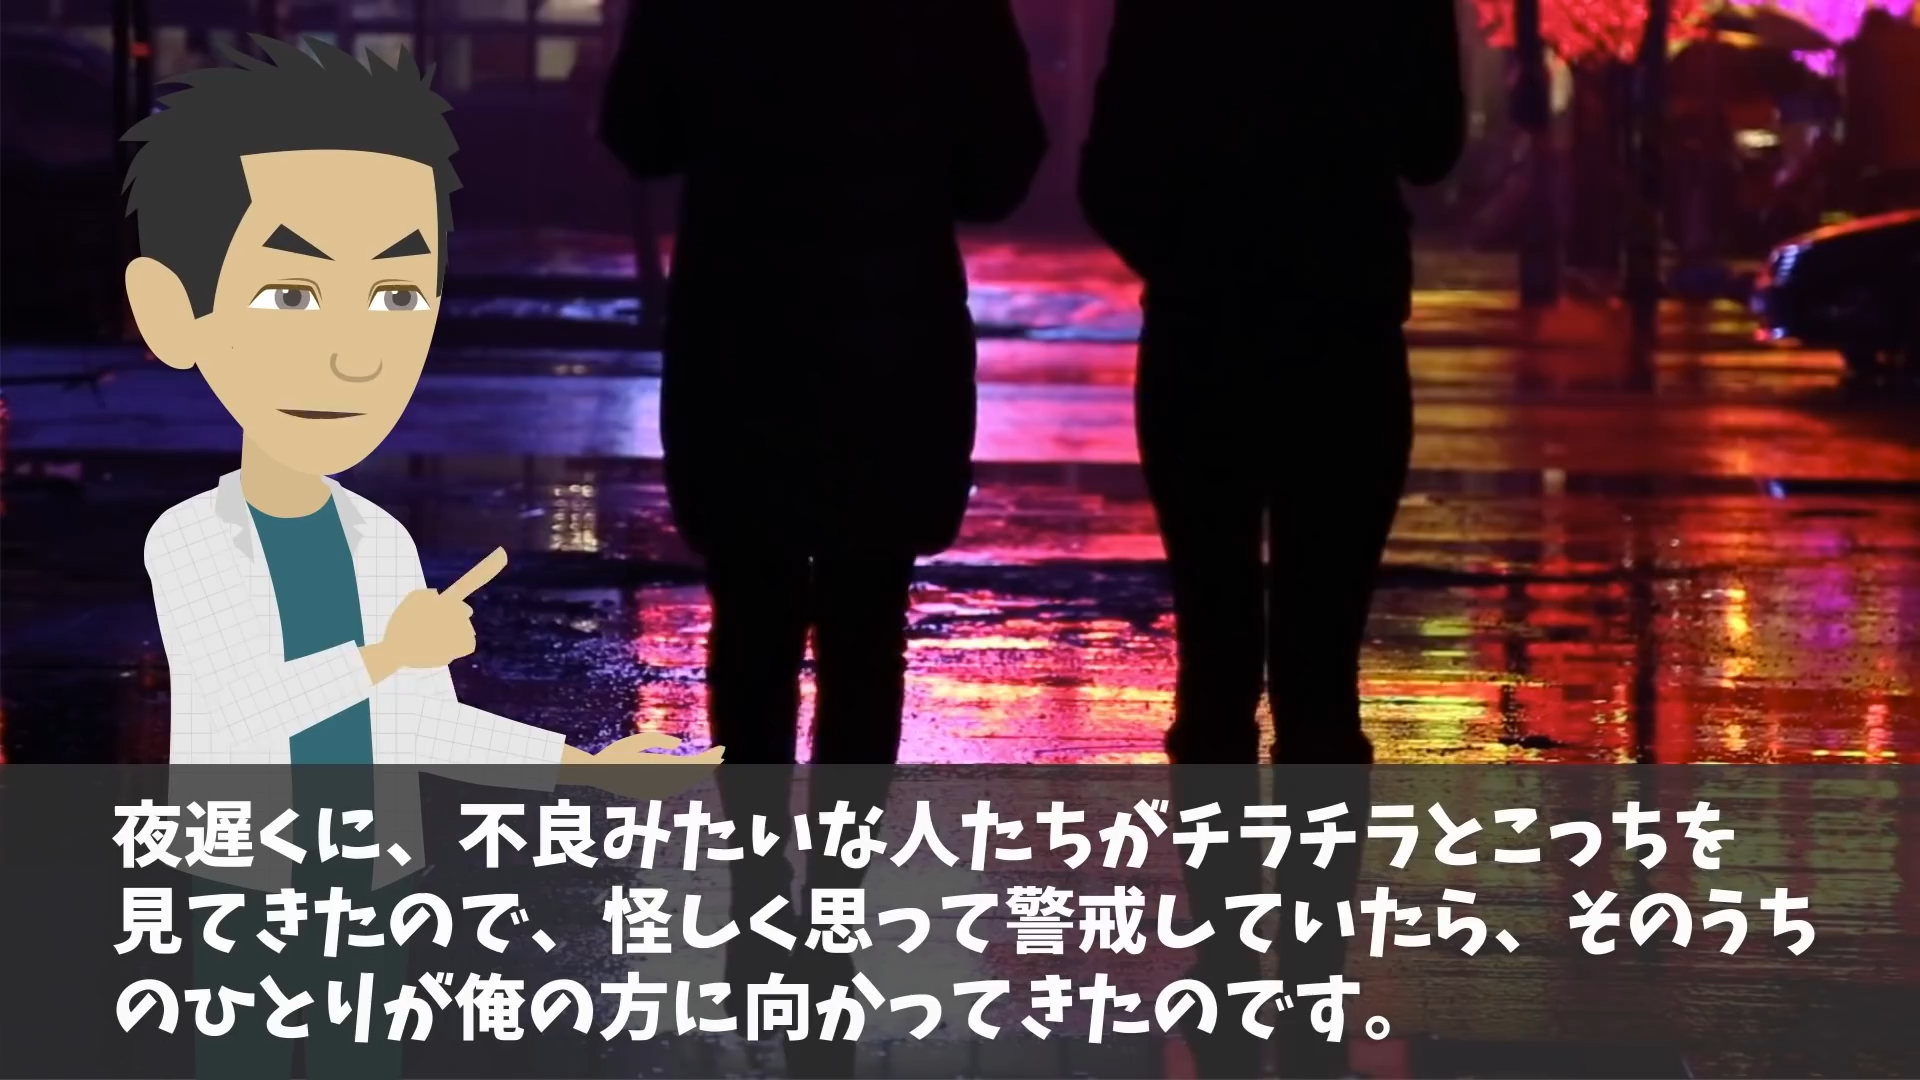 夜遅くに、不良みたいな人たちがチラチラとこっちを
見てきたので、怪しく思って警戒していたら、そのうち
のひとりが俺の方に向かってきたのです。